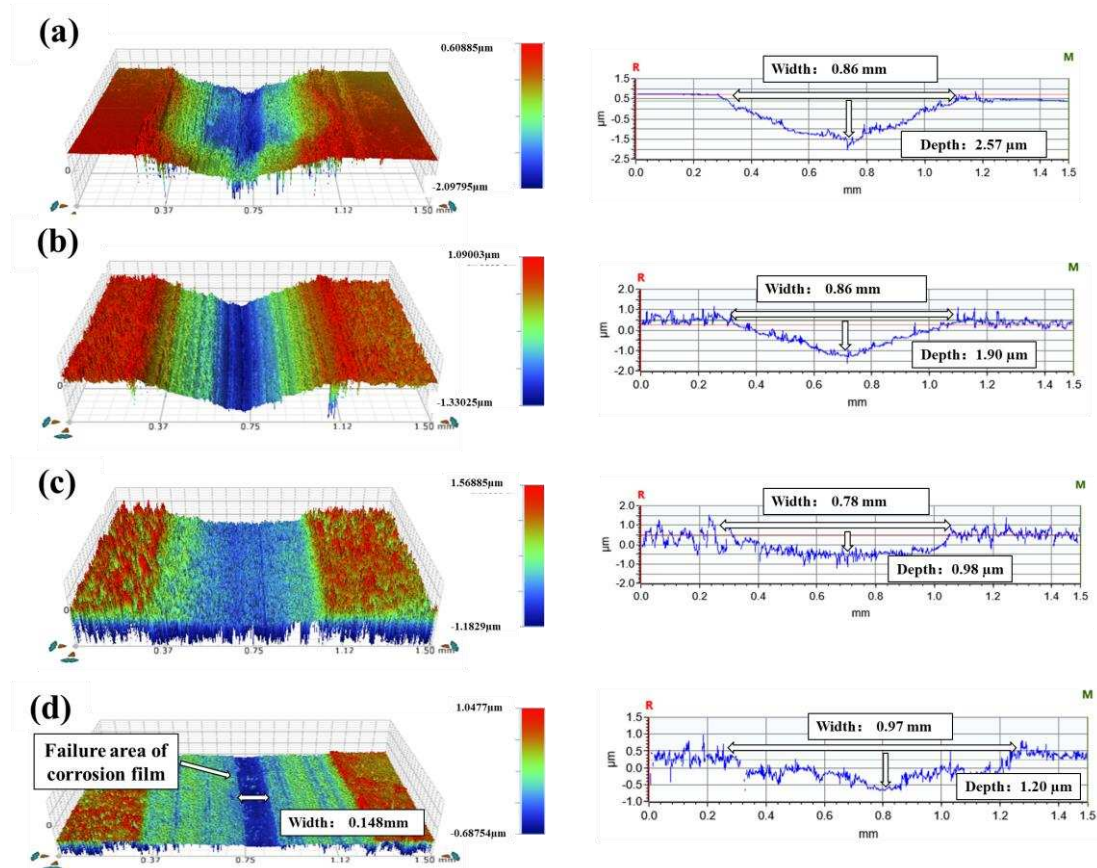 (a)
0.60885μm
-2.09795μm
0
0.37
0.75
1.12
1.50 mm
R
M
Width： 0.86 mm
Depth：2.57 μm
1.5
0.5
-0.5
-1.5
-2.5
μm
0.0 0.2 0.4 0.6 0.8 1.0 1.2 1.5
mm
(b)
1.09003μm
-1.33025μm
0
0.37
0.75
1.12
1.50 mm
R
M
Width： 0.86 mm
Depth：1.90 μm
2.0
1.0
0.0
-1.0
-2.0
μm
0.0 0.2 0.4 0.6 0.8 1.0 1.2 1.5
mm
(c)
1.56885μm
-1.1829μm
0
0.37
0.75
1.12
1.50 mm
R
M
Width： 0.78 mm
Depth：0.98 μm
2.0
1.0
0.0
-1.0
-2.0
μm
0.0 0.2 0.4 0.6 0.8 1.0 1.2 1.5
mm
(d)
1.0477μm
-0.68754μm
Failure area of
corrosion film
Width： 0.148mm
0
0.37
0.75
1.12
1.50 mm
R
M
Width： 0.97 mm
Depth：1.20 μm
1.5
0.5
0.0
-0.5
-1.0
μm
0.0 0.2 0.4 0.6 0.8 1.0 1.2 1.5
mm